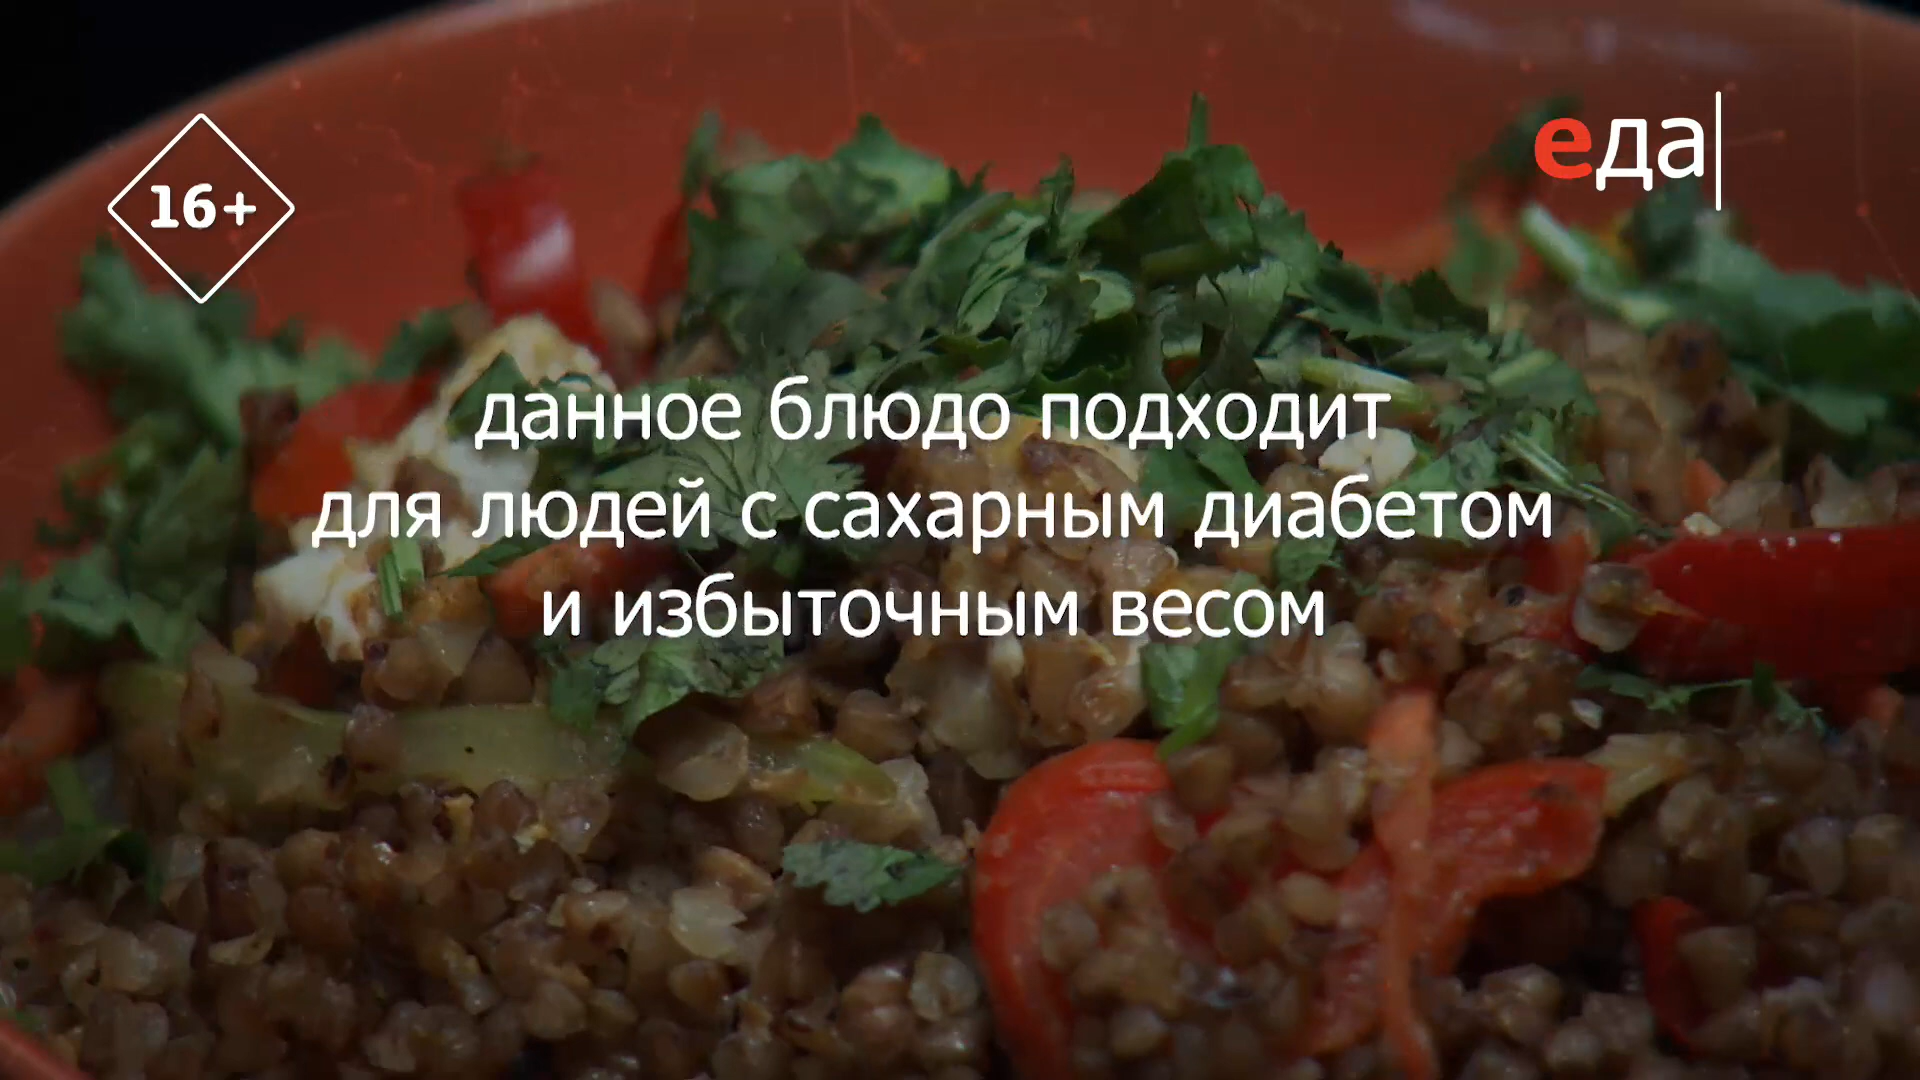 16+
еда
данное блюдо подходит
для людей с сахарным диабетом
и избыточным весом